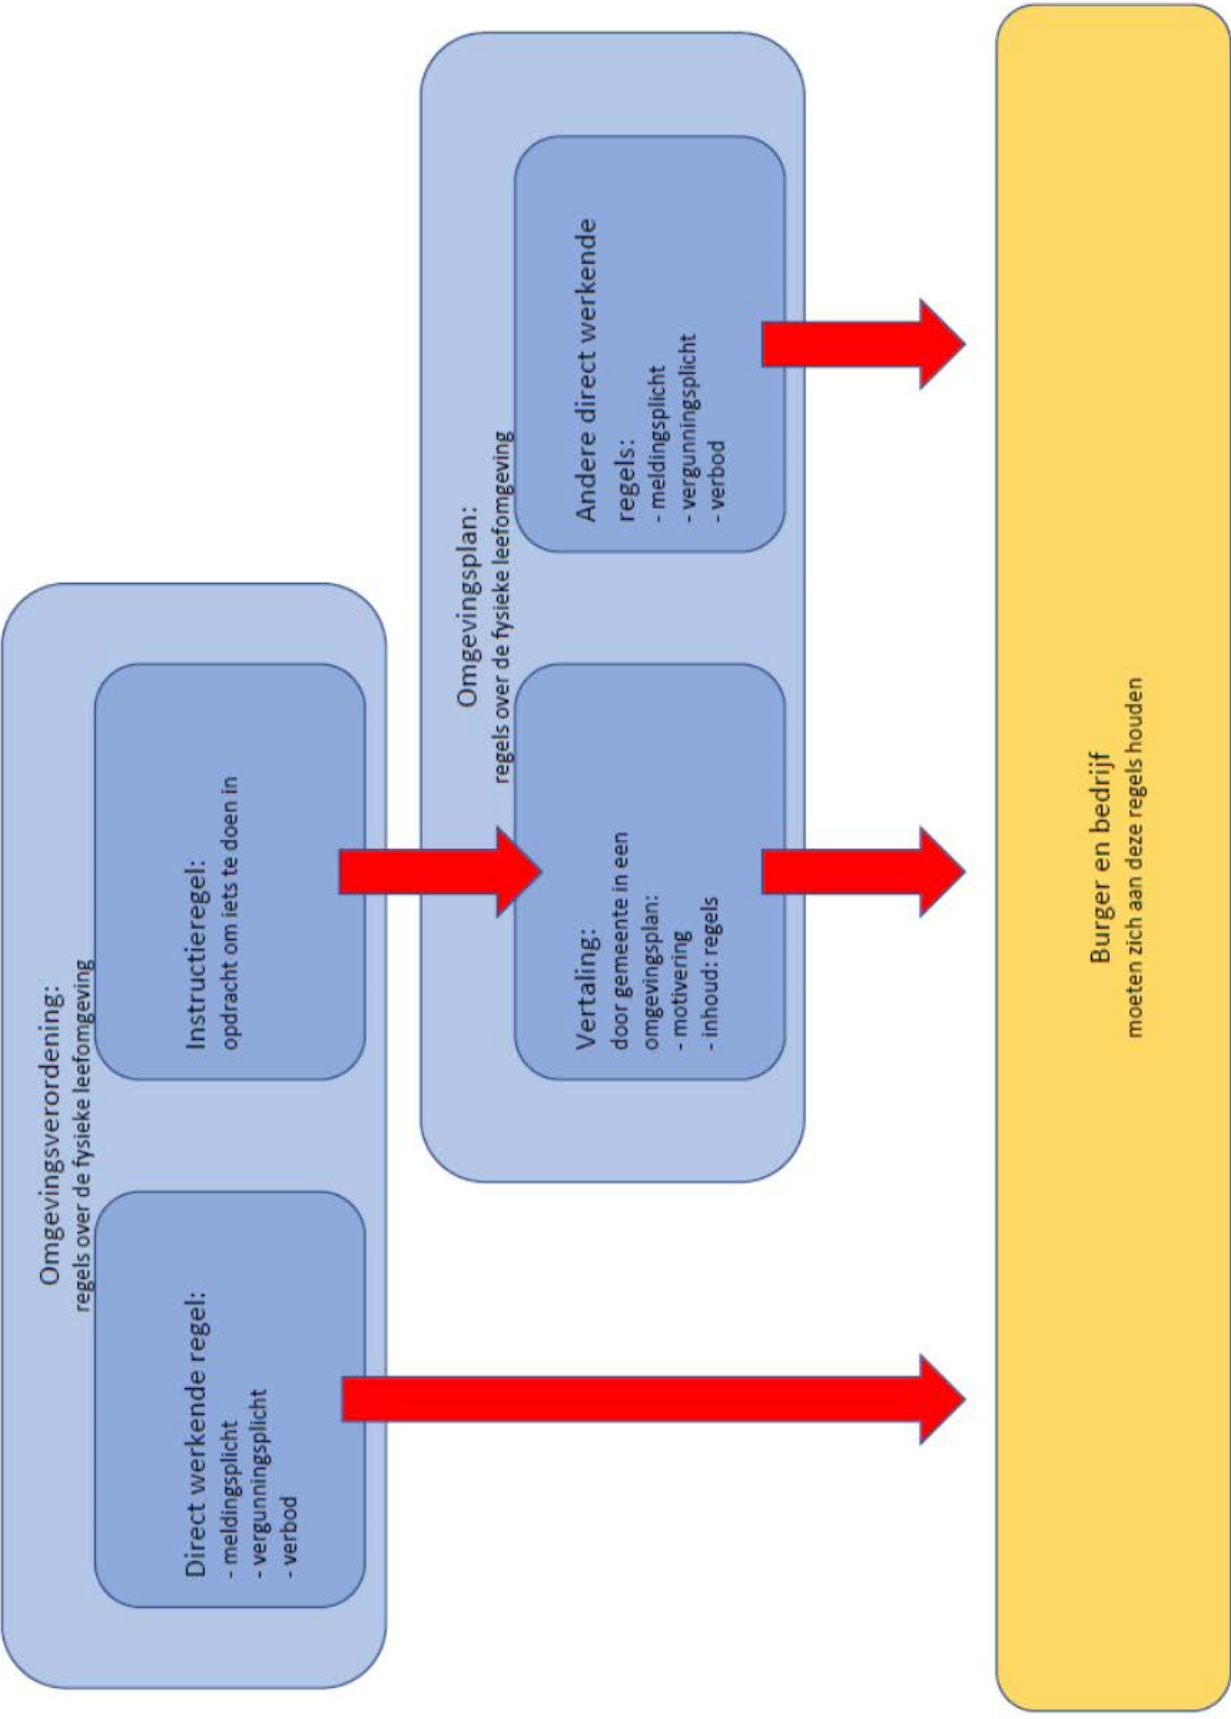 Omgevingsverordening:
regels over de fysieke leefomgeving
Direct werkende regel:
- meldingsplicht
- vergunningsplicht
- verbod
Instructieregel:
opdracht om iets te doen in
Omgevingsplan:
regels over de fysieke leefomgeving
Vertaling:
door gemeente in een
omgevingsplan:
- motivering
- inhoud: regels
Andere direct werkende
regels:
- meldingsplicht
- vergunningsplicht
- verbod
Burger en bedrijf
moeten zich aan deze regels houden